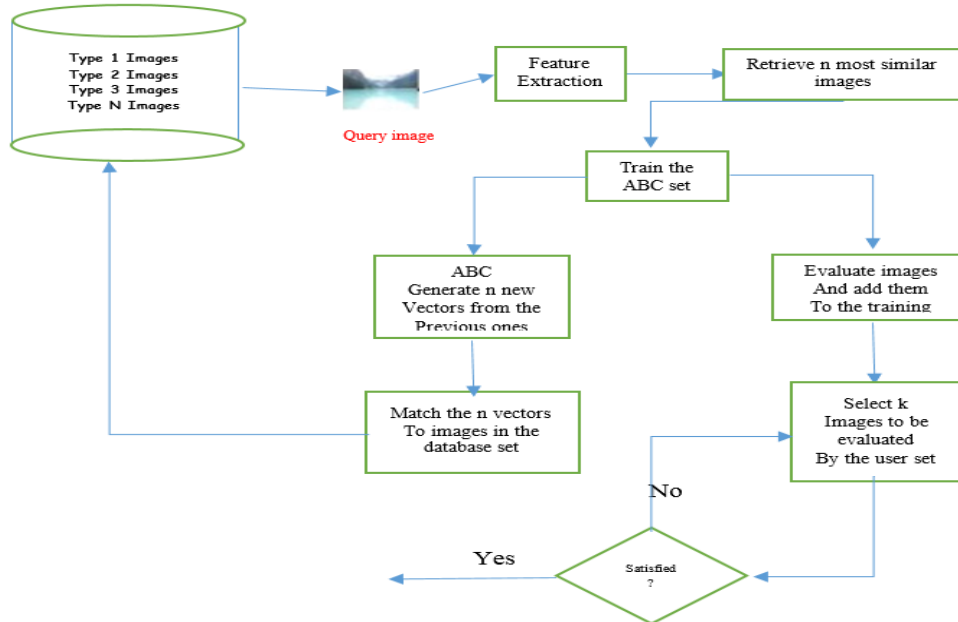 Type 1 Images
Type 2 Images
Type 3 Images
Type N Images
Query image
Feature
Extraction
Retrieve n most similar
images
Train the
ABC set
ABC
Generate n new
Vectors from the
Previous ones
Evaluate images
And add them
To the training
Match the n vectors
To images in the
database set
Select k
Images to be
evaluated
By the user set
No
Yes
Satisfied
?